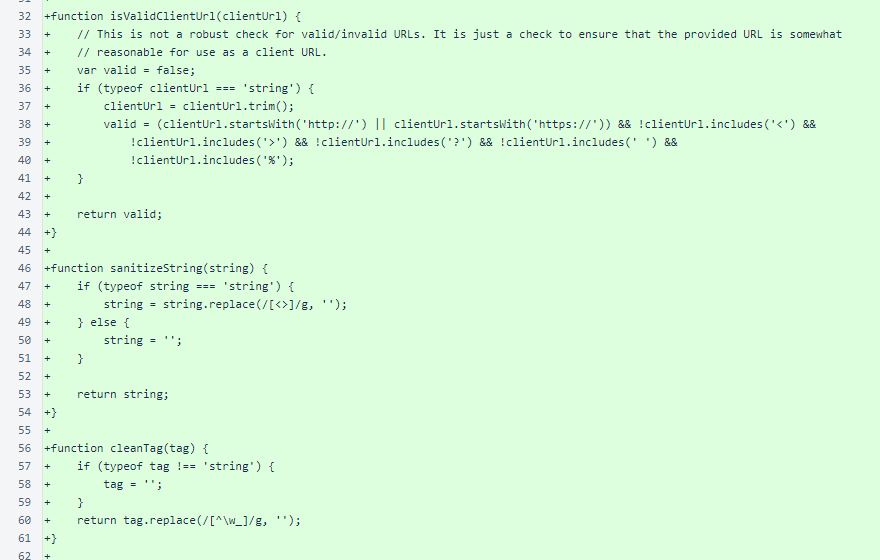 32 +function isValidClientUrl(clientUrl) {
33 +    // This is not a robust check for valid/invalid URLs. It is just a check to ensure that the provided URL is somewhat
34 +    // reasonable for use as a client URL.
35 +    var valid = false;
36 +    if (typeof clientUrl === 'string') {
37 +        clientUrl = clientUrl.trim();
38 +        valid = (clientUrl.startsWith('http://') || clientUrl.startsWith('https://')) && !clientUrl.includes('<') &&
39 +            !clientUrl.includes('>') && !clientUrl.includes('?') && !clientUrl.includes(' ') &&
40 +            !clientUrl.includes('%');
41 +    }
42 +
43 +    return valid;
44 +}
45 +
46 +function sanitizeString(string) {
47 +    if (typeof string === 'string') {
48 +        string = string.replace(/[<>]/g, '');
49 +    } else {
50 +        string = '';
51 +    }
52 +
53 +    return string;
54 +}
55 +
56 +function cleanTag(tag) {
57 +    if (typeof tag !== 'string') {
58 +        tag = '';
59 +    }
60 +    return tag.replace(/[^\w_]/g, '');
61 +}
62 +